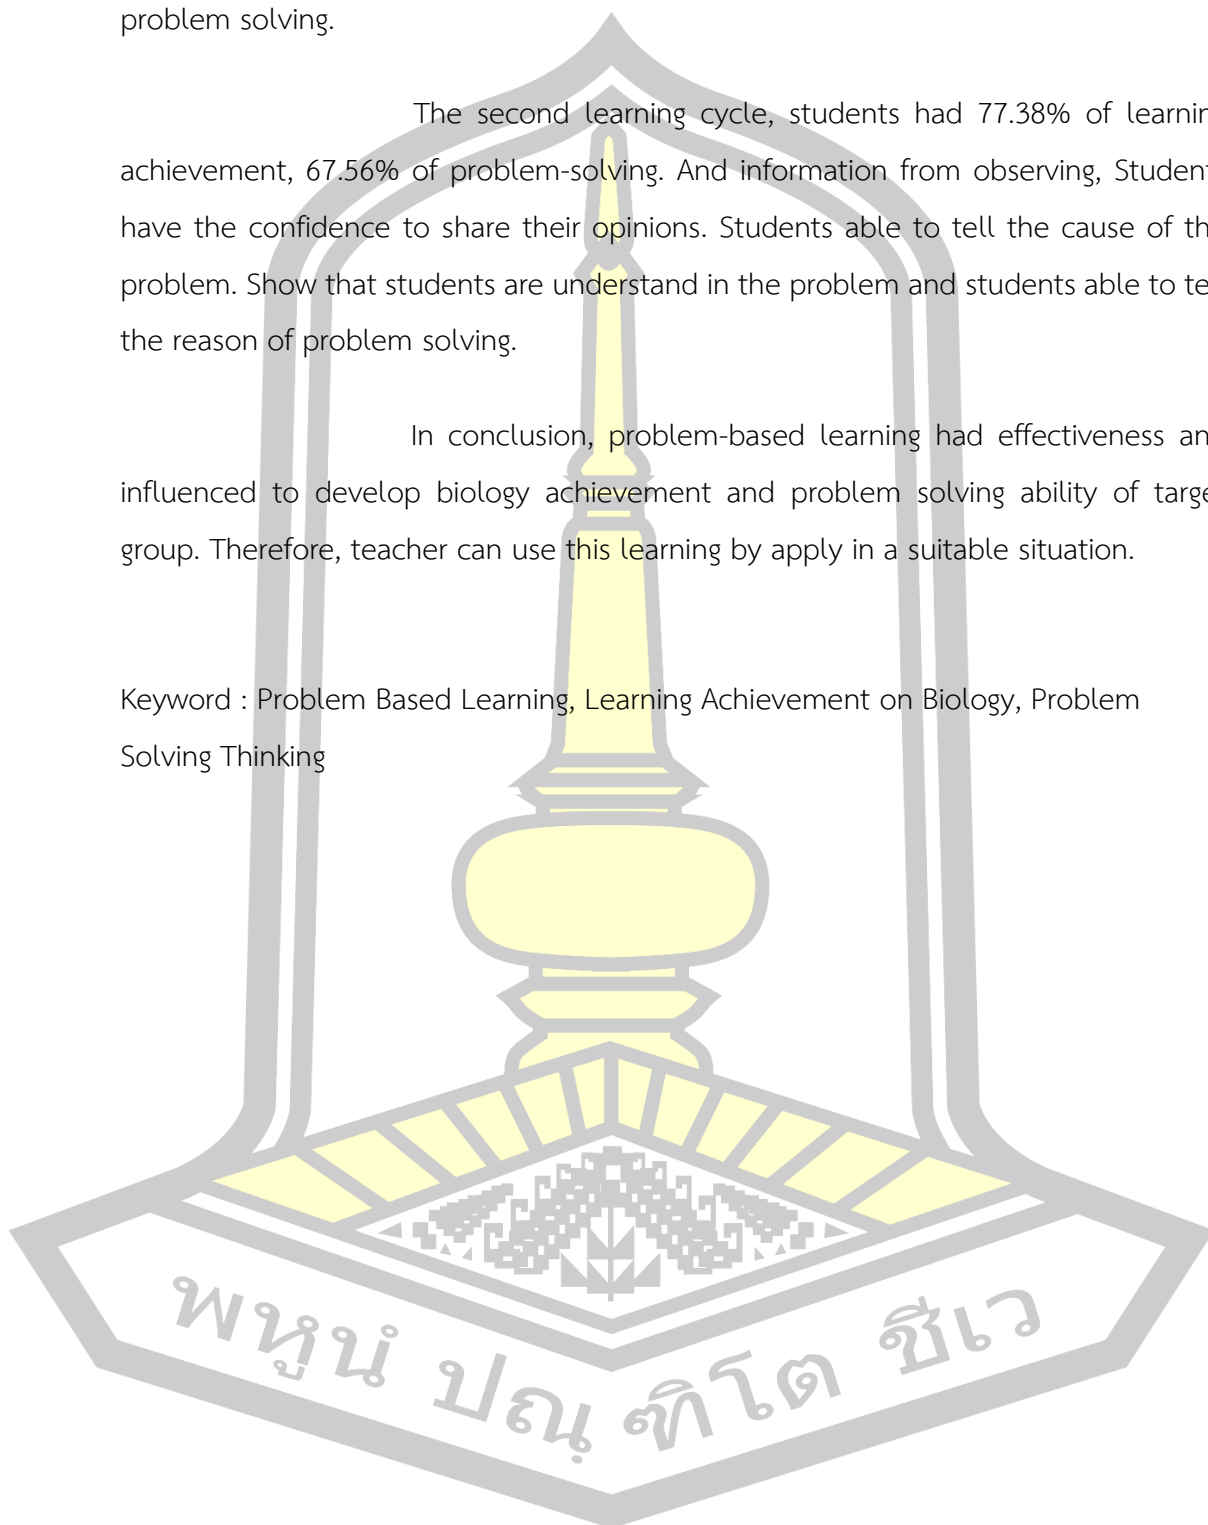 problem solving.
The second learning cycle, students had 77.38% of learnin
achievement, 67.56% of problem-solving. And information from observing, Student
have the confidence to share their opinions. Students able to tell the cause of th
problem. Show that students are understand in the problem and students able to te
the reason of problem solving.
In conclusion, problem-based learning had effectiveness an
influenced to develop biology achievement and problem solving ability of targe
group. Therefore, teacher can use this learning by apply in a suitable situation.
Keyword : Problem Based Learning, Learning Achievement on Biology, Problem
Solving Thinking
พหูนํ ปณฺ ฑิโต ชีเว